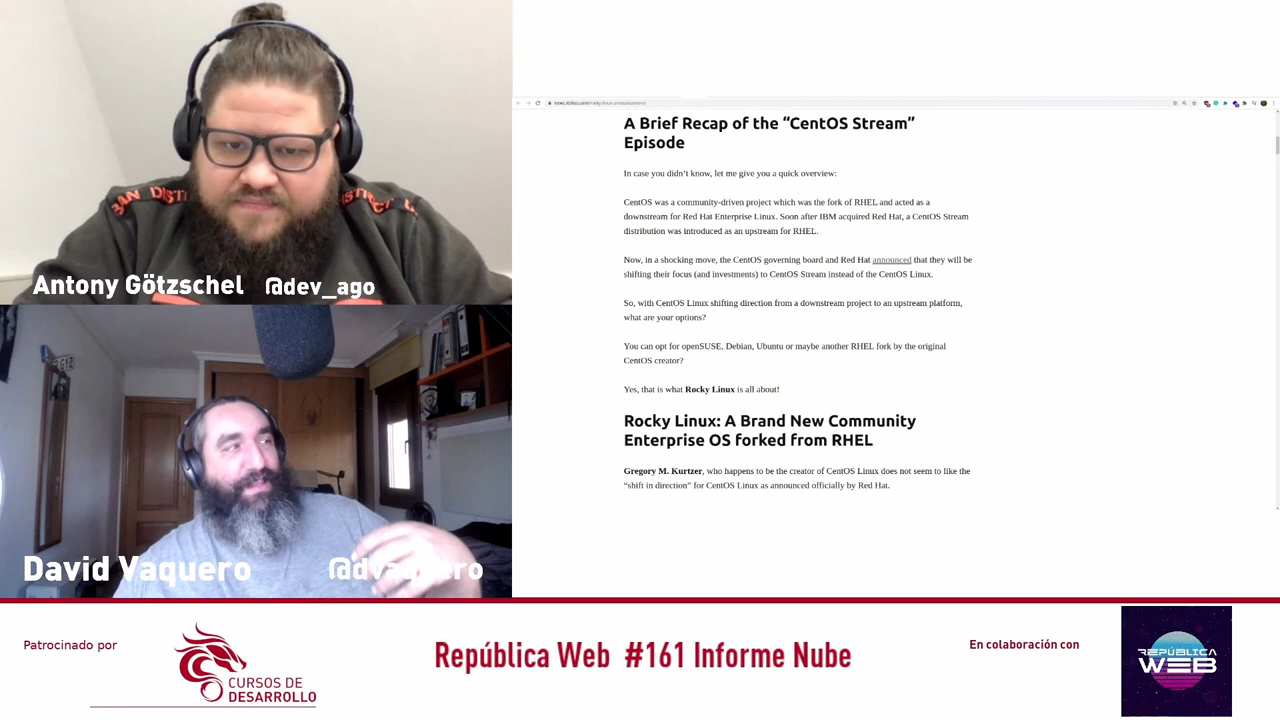 BAN DISTR
DISTRICT
Antony Götzschel @dev_ago
David Vaquero
news.itsfoss.com/rocky-linux-announcement/
A Brief Recap of the “CentOS Stream”
Episode
In case you didn’t know, let me give you a quick overview:
CentOS was a community-driven project which was the fork of RHEL and acted as a
downstream for Red Hat Enterprise Linux. Soon after IBM acquired Red Hat, a CentOS Stream
distribution was introduced as an upstream for RHEL.
Now, in a shocking move, the CentOS governing board and Red Hat announced that they will be
shifting their focus (and investments) to CentOS Stream instead of the CentOS Linux.
So, with CentOS Linux shifting direction from a downstream project to an upstream platform,
what are your options?
You can opt for openSUSE, Debian, Ubuntu or maybe another RHEL fork by the original
CentOS creator?
Yes, that is what Rocky Linux is all about!
Rocky Linux: A Brand New Community
Enterprise OS forked from RHEL
Gregory M. Kurtzer, who happens to be the creator of CentOS Linux does not seem to like the
“shift in direction” for CentOS Linux as announced officially by Red Hat.
Patrocinado por
CURSOS DE
DESARROLLO
República Web #161 Informe Nube
En colaboración con
REPÚBLICA
WEB